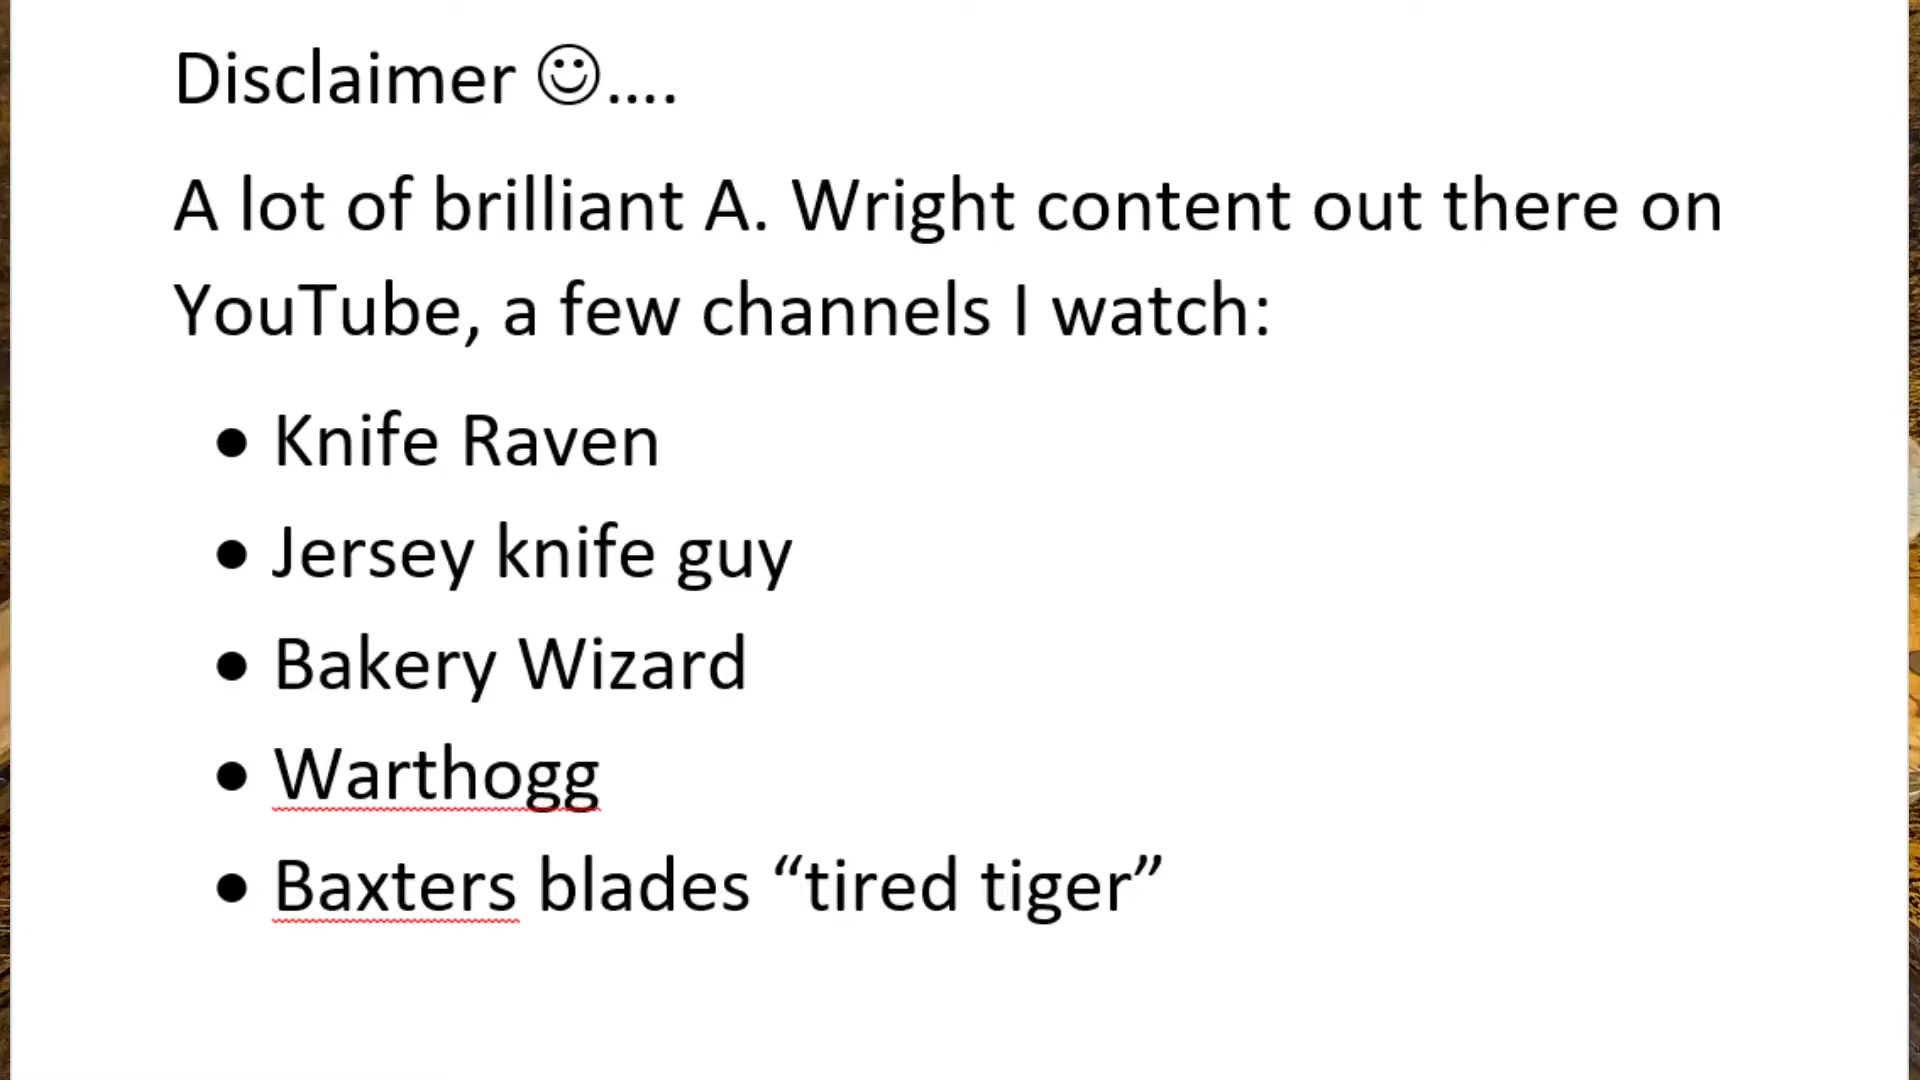 Disclaimer ☺....
A lot of brilliant A. Wright content out there on
YouTube, a few channels I watch:
• Knife Raven
• Jersey knife guy
• Bakery Wizard
• Warthogg
• Baxters blades “tired tiger”